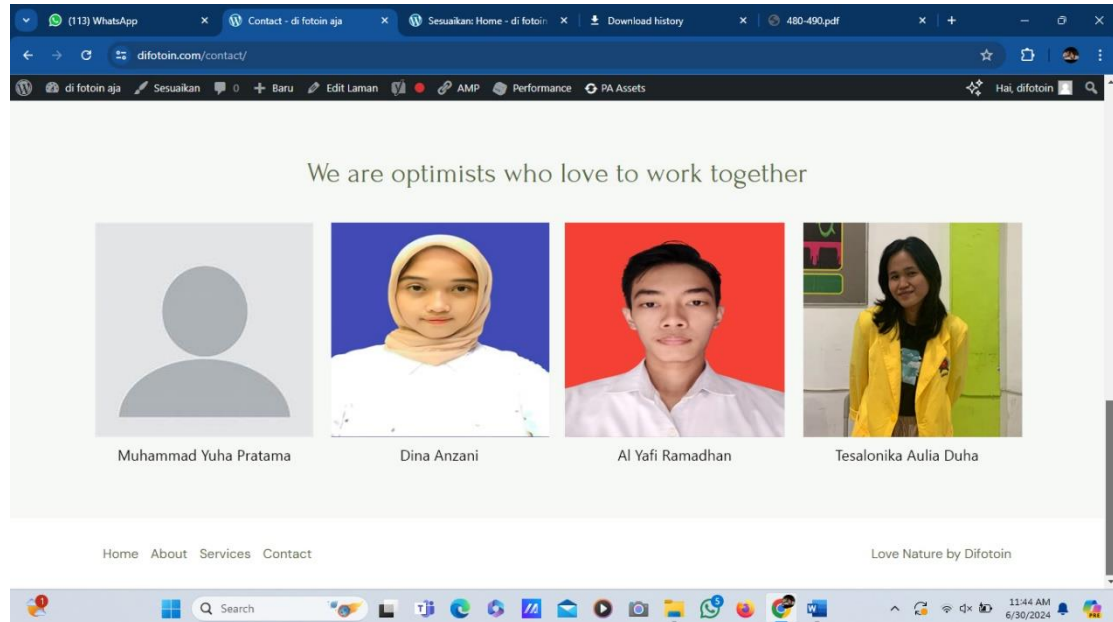 (113) WhatsApp
Contact - di fotoin aja
Sesuaikan: Home - di fotoin
Download history
480-490.pdf
difotoin.com/contact/
di fotoin aja Sesuaikan 0 Baru Edit Laman AMP Performance PA Assets Hai, difotoin
We are optimists who love to work together
Muhammad Yuha Pratama
Dina Anzani
Al Yafi Ramadhan
Tesalonika Aulia Duha
Home About Services Contact
Love Nature by Difotoin
Search
11:44 AM
6/30/2024